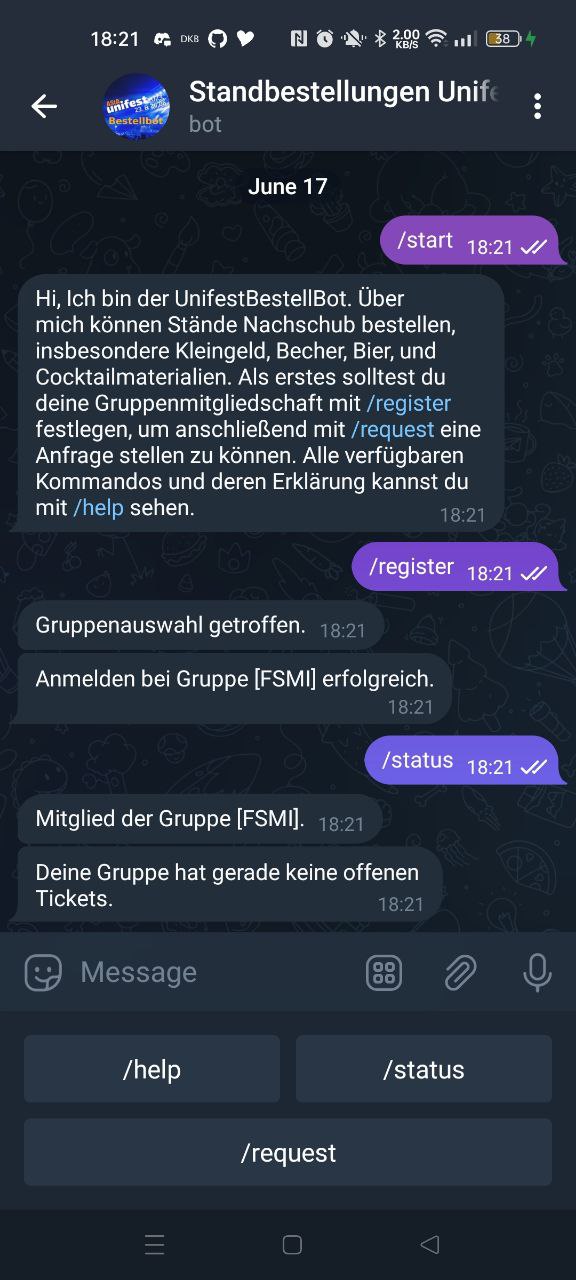 18:21 DKB 2.00 KB/S 38
Standbestellungen Unife
bot
unifest
Bestellbot
June 17
/start 18:21
Hi, Ich bin der UnifestBestellBot. Über
mich können Stände Nachschub bestellen,
insbesondere Kleingeld, Becher, Bier, und
Cocktailmaterialien. Als erstes solltest du
deine Gruppenmitgliedschaft mit /register
festlegen, um anschließend mit /request eine
Anfrage stellen zu können. Alle verfügbaren
Kommandos und deren Erklärung kannst du
mit /help sehen. 18:21
/register 18:21
Gruppenauswahl getroffen. 18:21
Anmelden bei Gruppe [FSMI] erfolgreich.
18:21
/status 18:21
Mitglied der Gruppe [FSMI]. 18:21
Deine Gruppe hat gerade keine offenen
Tickets. 18:21
Message
/help /status
/request